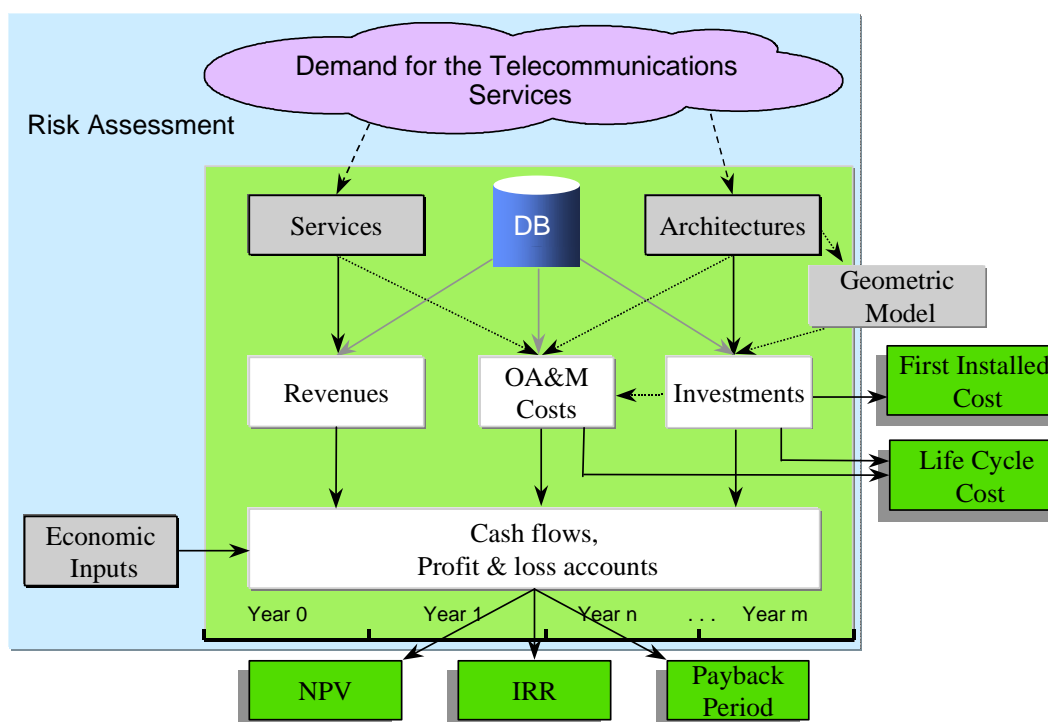 Demand for the Telecommunications
Services
Risk Assessment
Services
DB
Architectures
Geometric
Model
Revenues
OA&M
Costs
Investments
First Installed
Cost
Life Cycle
Cost
Economic
Inputs
Cash flows,
Profit & loss accounts
Year 0
Year 1
Year n
. . .
Year m
NPV
IRR
Payback
Period